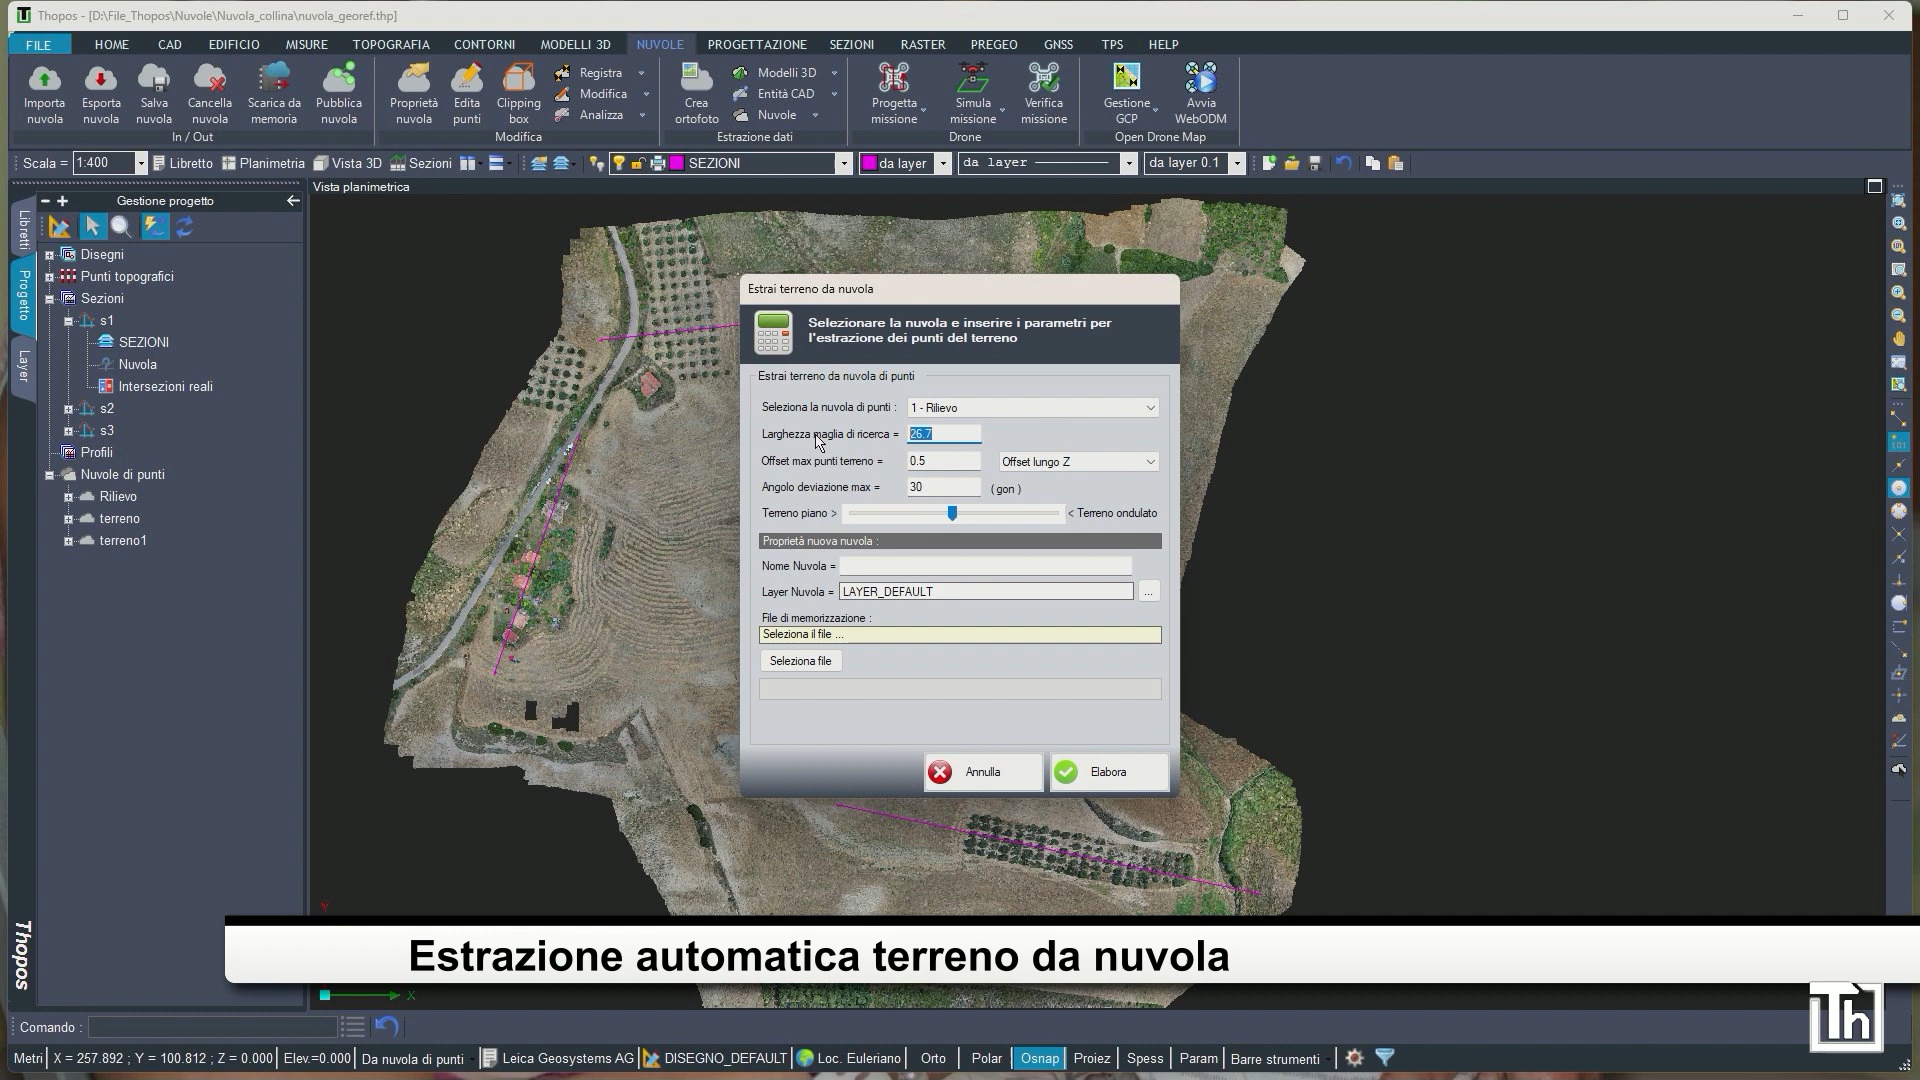 Thopos - [D:\File_Thopos\Nuvole\Nuvola_collina\nuvola_georef.thp]
FILE HOME CAD EDIFICIO MISURE TOPOGRAFIA CONTORNI MODELLI 3D NUVOLE PROGETTAZIONE SEZIONI RASTER PREGEO GNSS TPS HELP
Importa nuvola
Esporta nuvola
Salva nuvola
Cancella nuvola
Scarica da memoria
Pubblica nuvola
In / Out
Proprietà nuvola
Edita punti
Clipping box
Registra
Modifica
Analizza
Modifica
Crea ortofoto
Modelli 3D
Entità CAD
Nuvole
Estrazione dati
Progetta missione
Simula missione
Verifica missione
Drone
Gestione GCP
Avvia WebODM
Open Drone Map
Scala = 1:400 Libretto Planimetria Vista 3D Sezioni SEZIONI da layer da layer da layer 0.1
Libretti
Progetto
Layer
Thopos
Gestione progetto
Disegni
Punti topografici
Sezioni
s1
SEZIONI
Nuvola
Intersezioni reali
s2
s3
Profili
Nuvole di punti
Rilievo
terreno
terreno1
Vista planimetrica
Estrai terreno da nuvola
Selezionare la nuvola e inserire i parametri per
l'estrazione dei punti del terreno
Estrai terreno da nuvola di punti
Seleziona la nuvola di punti : 1 - Rilievo
Larghezza maglia di ricerca = 26.7
Offset max punti terreno = 0.5 Offset lungo Z
Angolo deviazione max = 30 ( gon )
Terreno piano > < Terreno ondulato
Proprietà nuova nuvola :
Nome Nuvola =
Layer Nuvola = LAYER_DEFAULT ...
File di memorizzazione :
Seleziona il file ...
Seleziona file
Annulla Elabora
Y
X
Estrazione automatica terreno da nuvola
Th
Comando :
Metri X = 257.892 ; Y = 100.812 ; Z = 0.000 Elev.=0.000 Da nuvola di punti Leica Geosystems AG DISEGNO_DEFAULT Loc. Euleriano Orto Polar Osnap Proiez Spess Param Barre strumenti